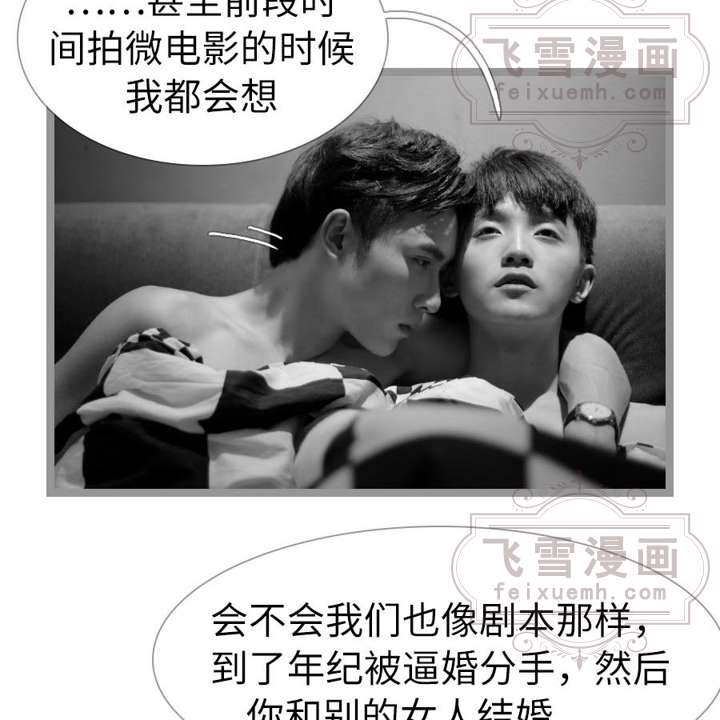 ……甚至前段时
间拍微电影的时候
我都会想
飞雪漫画
feixuemh.com
飞雪漫画
feixuemh.com
会不会我们也像剧本那样，
到了年纪被逼婚分手，然后
你和别的女人结婚